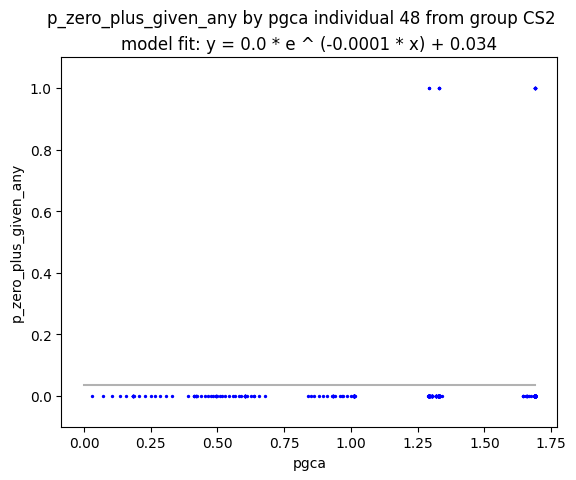 p_zero_plus_given_any by pgca individual 48 from group CS2
model fit: y = 0.0 * e ^ (-0.0001 * x) + 0.034
1.0
0.8
0.6
0.4
0.2
0.0
p_zero_plus_given_any
0.00 0.25 0.50 0.75 1.00 1.25 1.50 1.75
pgca